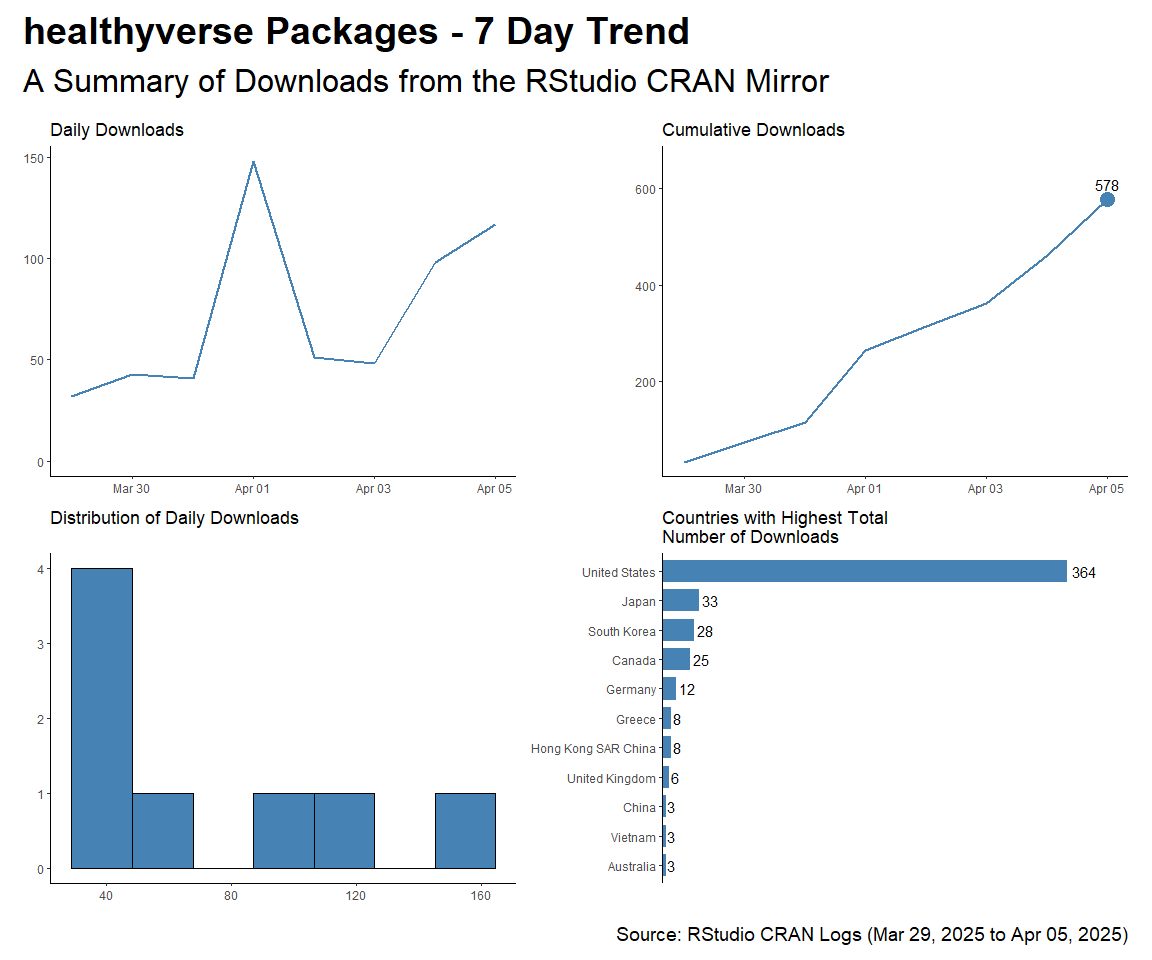 healthyverse Packages - 7 Day Trend
A Summary of Downloads from the RStudio CRAN Mirror
Daily Downloads
150
100
50
0
Mar 30 Apr 01 Apr 03 Apr 05
Cumulative Downloads
600
400
200
578
Mar 30 Apr 01 Apr 03 Apr 05
Distribution of Daily Downloads
4
3
2
1
0
40 80 120 160
Countries with Highest Total
Number of Downloads
United States 364
Japan 33
South Korea 28
Canada 25
Germany 12
Greece 8
Hong Kong SAR China 8
United Kingdom 6
China 3
Vietnam 3
Australia 3
Source: RStudio CRAN Logs (Mar 29, 2025 to Apr 05, 2025)